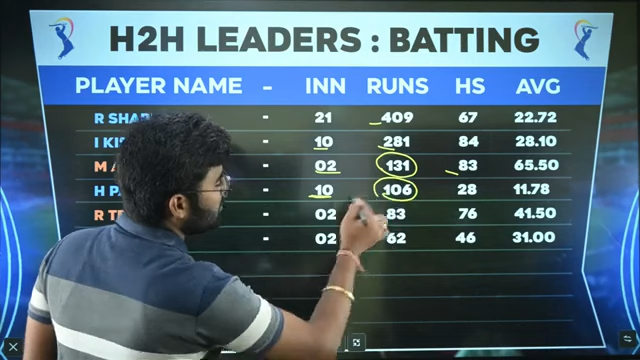 H2H LEADERS : BATTING
PLAYER NAME - INN RUNS HS AVG
R - 21 409 67 22.72
I - 10 281 84 28.10
M - 02 131 83 65.50
H - 10 106 28 11.78
R - 02 83 76 41.50
- 02 62 46 31.00